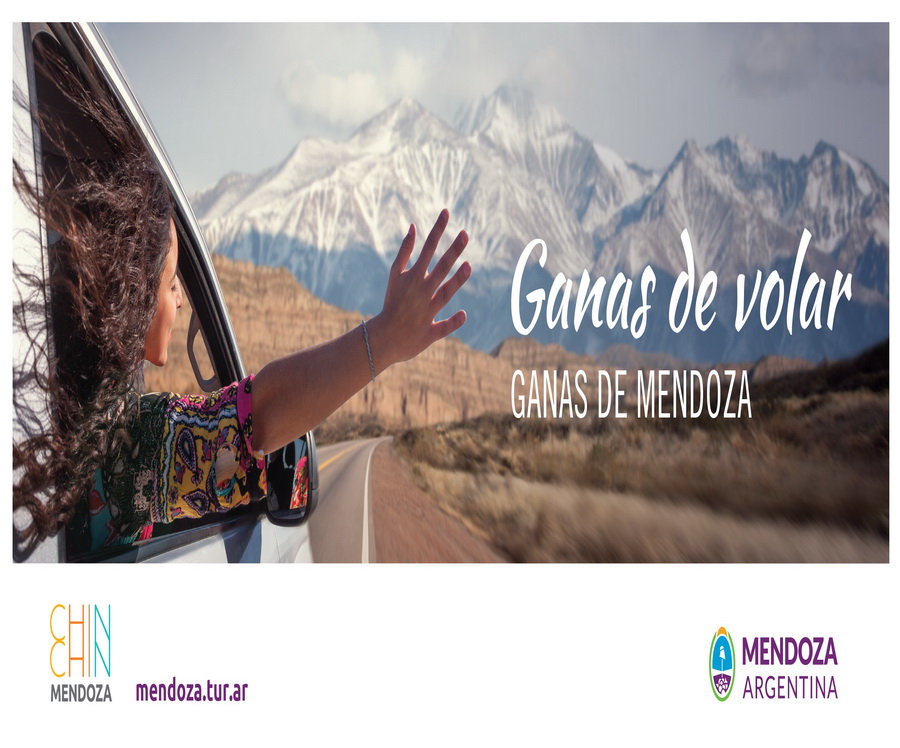 Ganas de volar
GANAS DE MENDOZA
CHIN
CHIN
MENDOZA
mendoza.tur.ar
MENDOZA
ARGENTINA